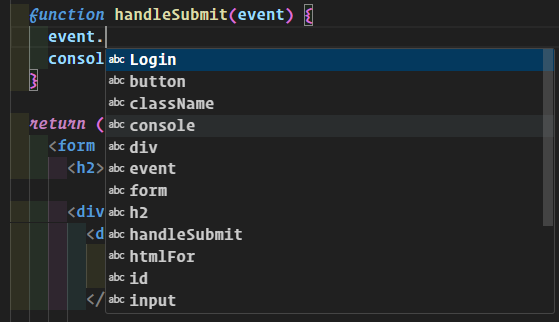 function handleSubmit(event) {
event.
consol
}
return (
<form
<h2>
<div
<d
</
abc Login
abc button
abc className
abc console
abc div
abc event
abc form
abc h2
abc handleSubmit
abc htmlFor
abc id
abc input